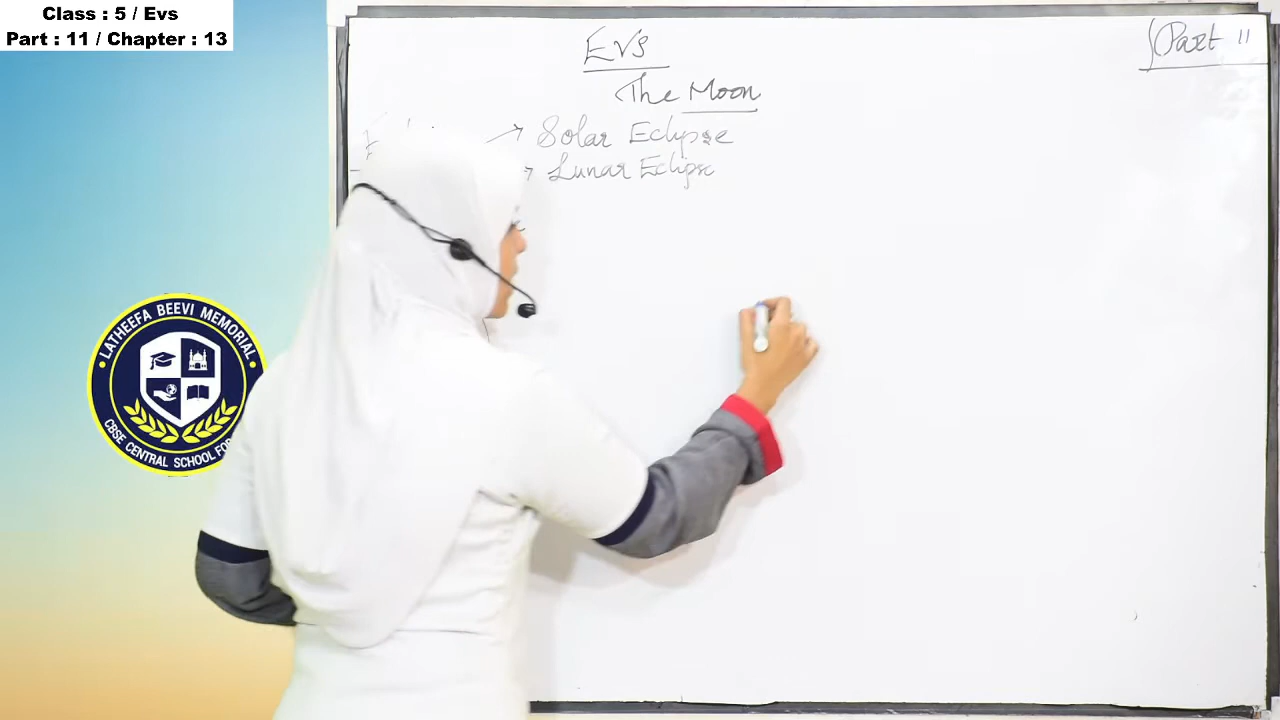 Class : 5 / Evs
Part : 11 / Chapter : 13
EVS
Part 11
The Moon
→ Solar Eclipse
→ Lunar Eclipse
LATHEEFA BEEVI MEMORIAL
CBSE CENTRAL SCHOOL FOR